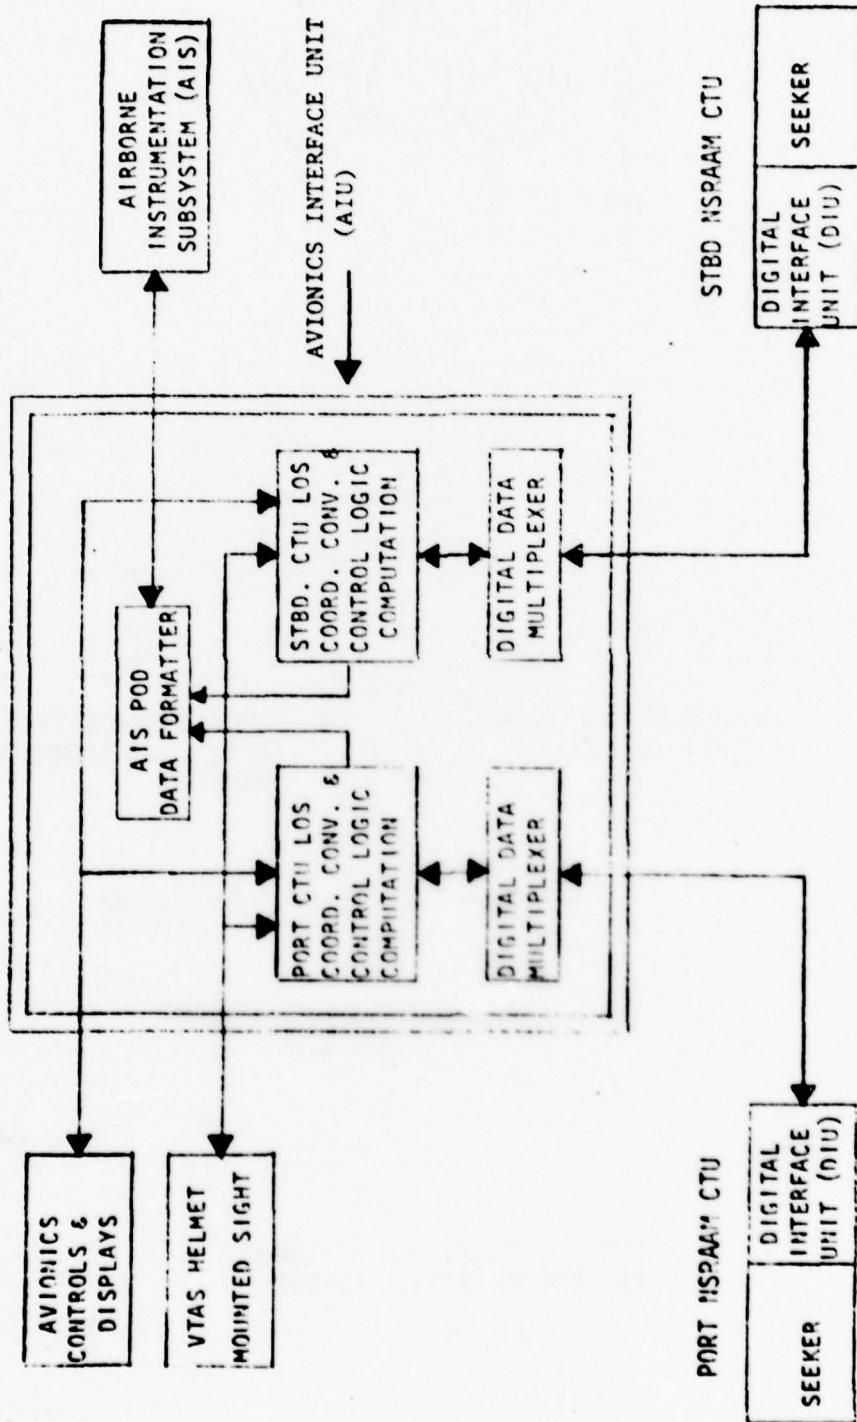 AVIONICS
CONTROLS &
DISPLAYS
VTAS HELMET
MOUNTED SIGHT
AIRBORNE
INSTRUMENTATION
SUBSYSTEM (AIS)
AIS POD
DATA FORMATTER
AVIONICS INTERFACE UNIT
(AIU)
PORT CTU LOS
COORD. CONV. &
CONTROL LOGIC
COMPUTATION
STBD. CTU LOS
COORD. CONV. &
CONTROL LOGIC
COMPUTATION
DIGITAL DATA
MULTIPLEXER
DIGITAL DATA
MULTIPLEXER
PORT NSRAAM CTU
SEEKER
DIGITAL
INTERFACE
UNIT (DIU)
STBD NSRAAM CTU
DIGITAL
INTERFACE
UNIT (DIU)
SEEKER